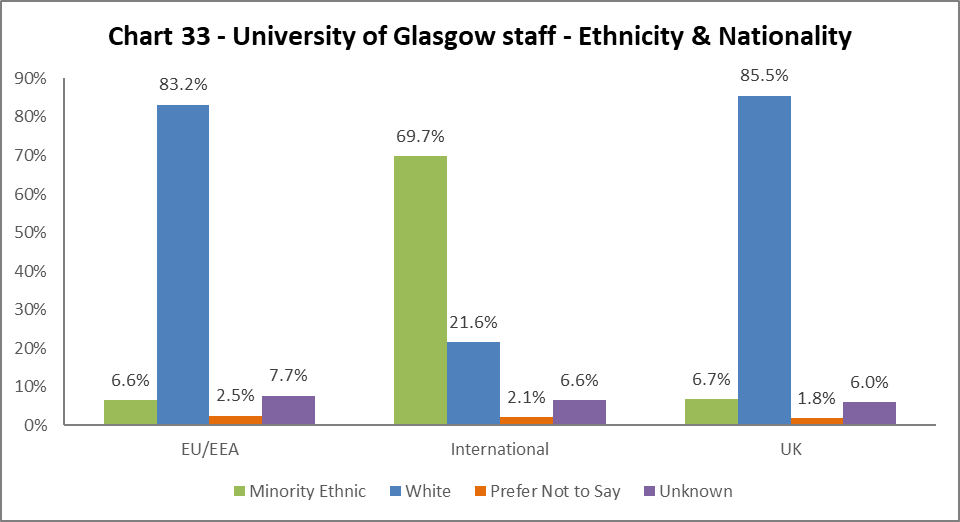 Chart 33 - University of Glasgow staff - Ethnicity & Nationality
90%
80%
70%
60%
50%
40%
30%
20%
10%
0%
6.6%
83.2%
2.5%
7.7%
69.7%
21.6%
2.1%
6.6%
6.7%
85.5%
1.8%
6.0%
EU/EEA
International
UK
Minority Ethnic
White
Prefer Not to Say
Unknown